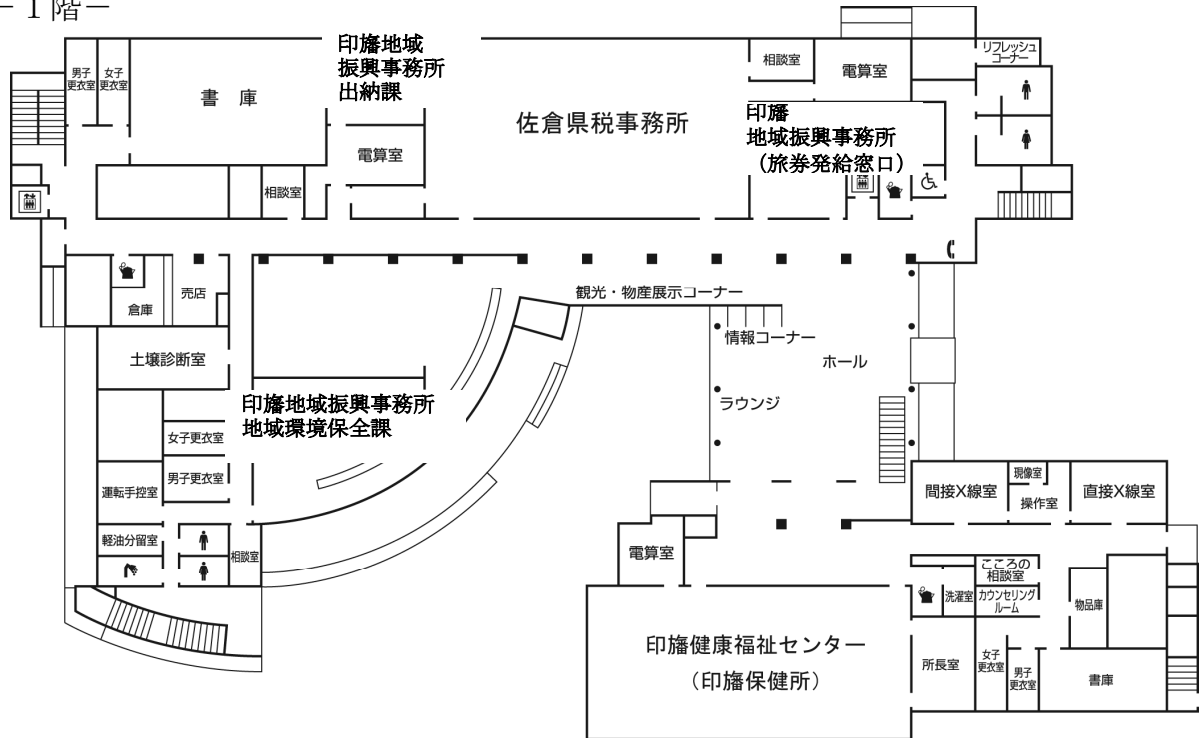 －１階－
印旛地域
振興事務所
出納課
男子
更衣室
女子
更衣室
書　庫
電算室
相談室
佐倉県税事務所
相談室
電算室
リフレッシュ
コーナー
印旛
地域振興事務所
（旅券発給窓口）
倉庫
売店
観光・物産展示コーナー
情報コーナー
ホール
ラウンジ
土壌診断室
印旛地域振興事務所
地域環境保全課
女子更衣室
男子更衣室
運転手控室
軽油分留室
相談室
間接X線室
現像室
操作室
直接X線室
電算室
こころの
相談室
カウンセリング
ルーム
洗濯室
物品庫
印旛健康福祉センター
（印旛保健所）
所長室
女子
更衣室
男子
更衣室
書庫